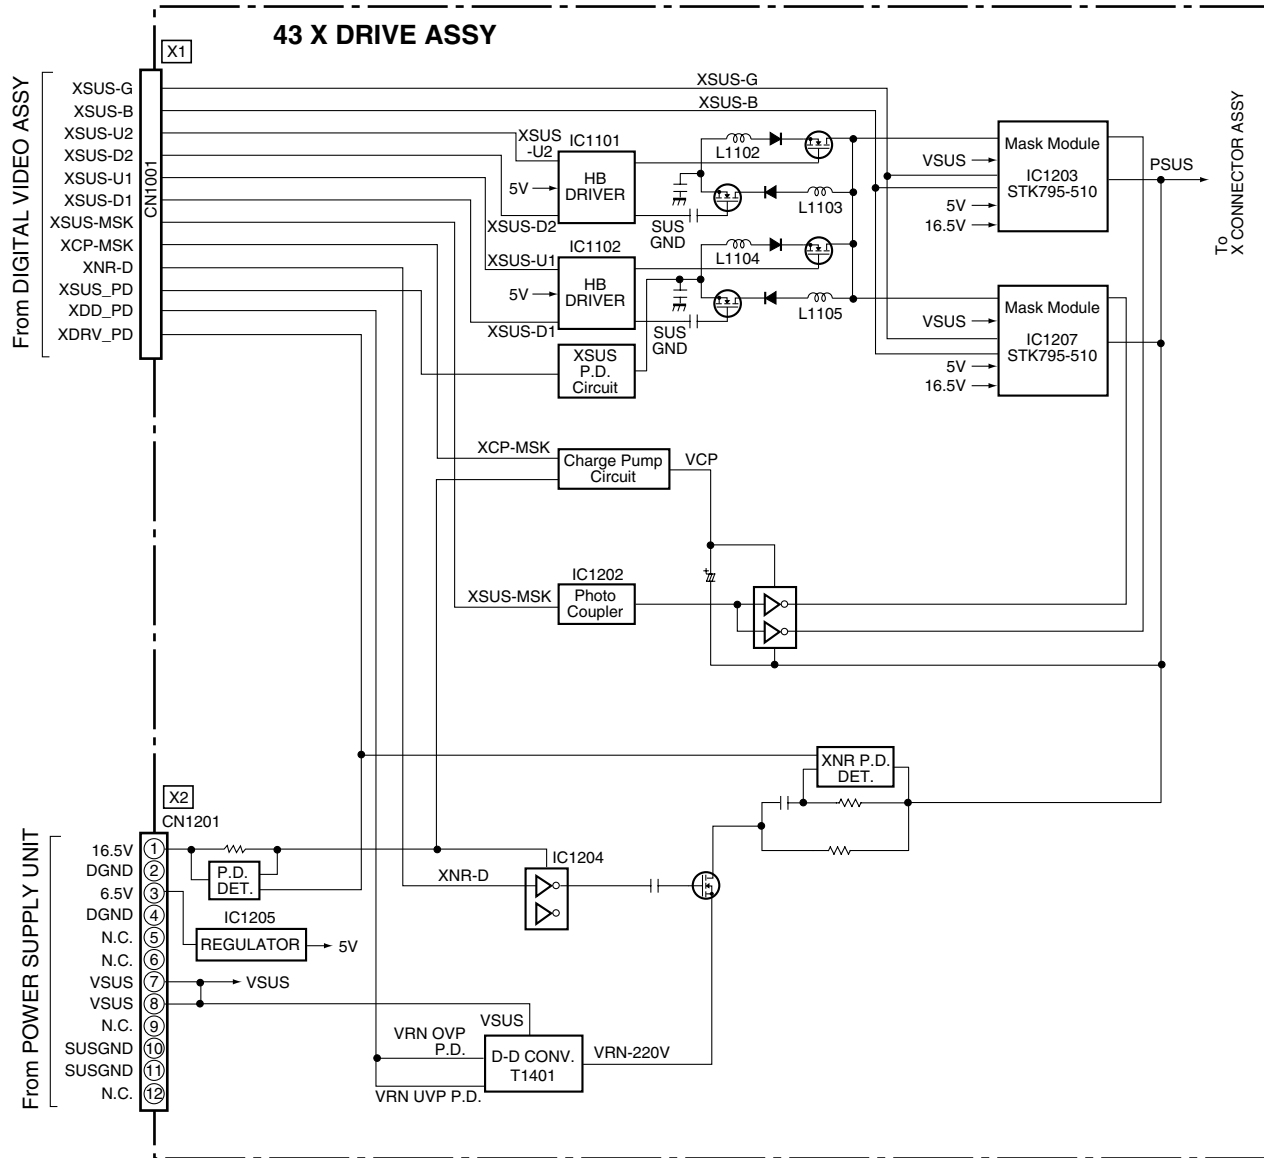 43 X DRIVE ASSY
X1
From DIGITAL VIDEO ASSY
CN1001
XSUS-G
XSUS-B
XSUS-U2
XSUS-D2
XSUS-U1
XSUS-D1
XSUS-MSK
XCP-MSK
XNR-D
XSUS_PD
XDD_PD
XDRV_PD
XSUS-G
XSUS-B
XSUS
-U2
IC1101
HB
DRIVER
5V
XSUS-D2
L1102
L1103
SUS
GND
XSUS-U1
IC1102
HB
DRIVER
5V
XSUS-D1
L1104
L1105
SUS
GND
XSUS
P.D.
Circuit
Mask Module
IC1203
STK795-510
VSUS
5V
16.5V
PSUS
To
X CONNECTOR ASSY
Mask Module
IC1207
STK795-510
VSUS
5V
16.5V
XCP-MSK
Charge Pump
Circuit
VCP
+
XSUS-MSK
IC1202
Photo
Coupler
XNR P.D.
DET.
X2
CN1201
From POWER SUPPLY UNIT
16.5V 1
DGND 2
6.5V 3
DGND 4
N.C. 5
N.C. 6
VSUS 7
VSUS 8
N.C. 9
SUSGND 10
SUSGND 11
N.C. 12
P.D.
DET.
IC1205
REGULATOR
5V
VSUS
XNR-D
IC1204
VSUS
VRN OVP
P.D.
VRN UVP P.D.
D-D CONV.
T1401
VRN-220V